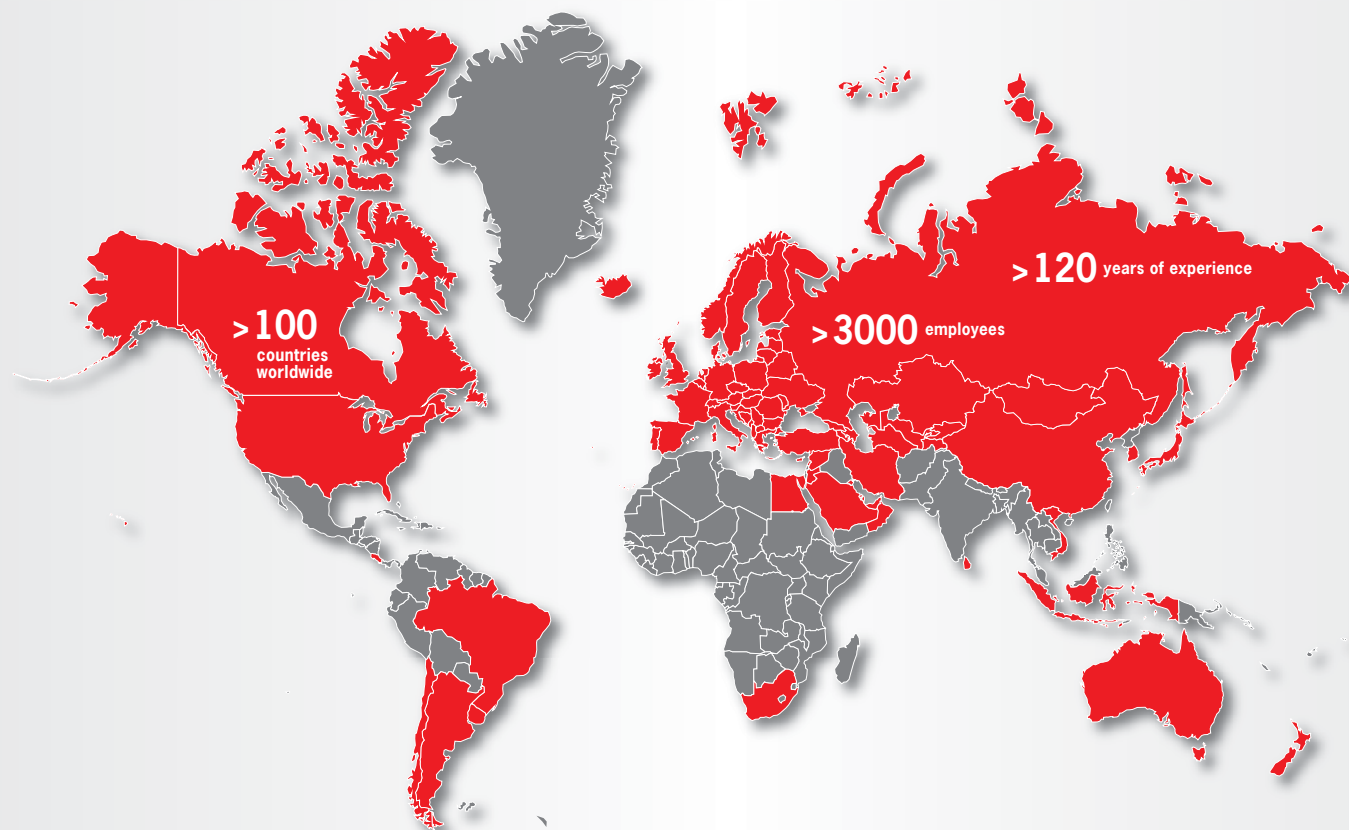 > 120 years of experience
> 100
countries
worldwide
> 3000 employees